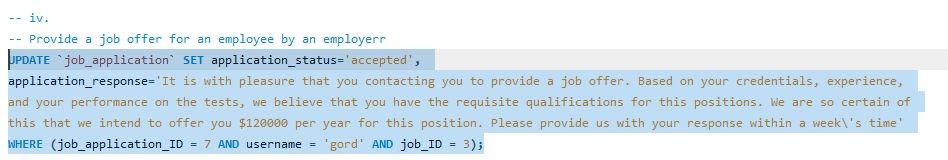 -- iv.
-- Provide a job offer for an employee by an employerr
UPDATE `job_application` SET application_status='accepted',
application_response='It is with pleasure that you contacting you to provide a job offer. Based on your credentials, experience,
and your performance on the tests, we believe that you have the requisite qualifications for this positions. We are so certain of
this that we intend to offer you $120000 per year for this position. Please provide us with your response within a week\'s time'
WHERE (job_application_ID = 7 AND username = 'gord' AND job_ID = 3);